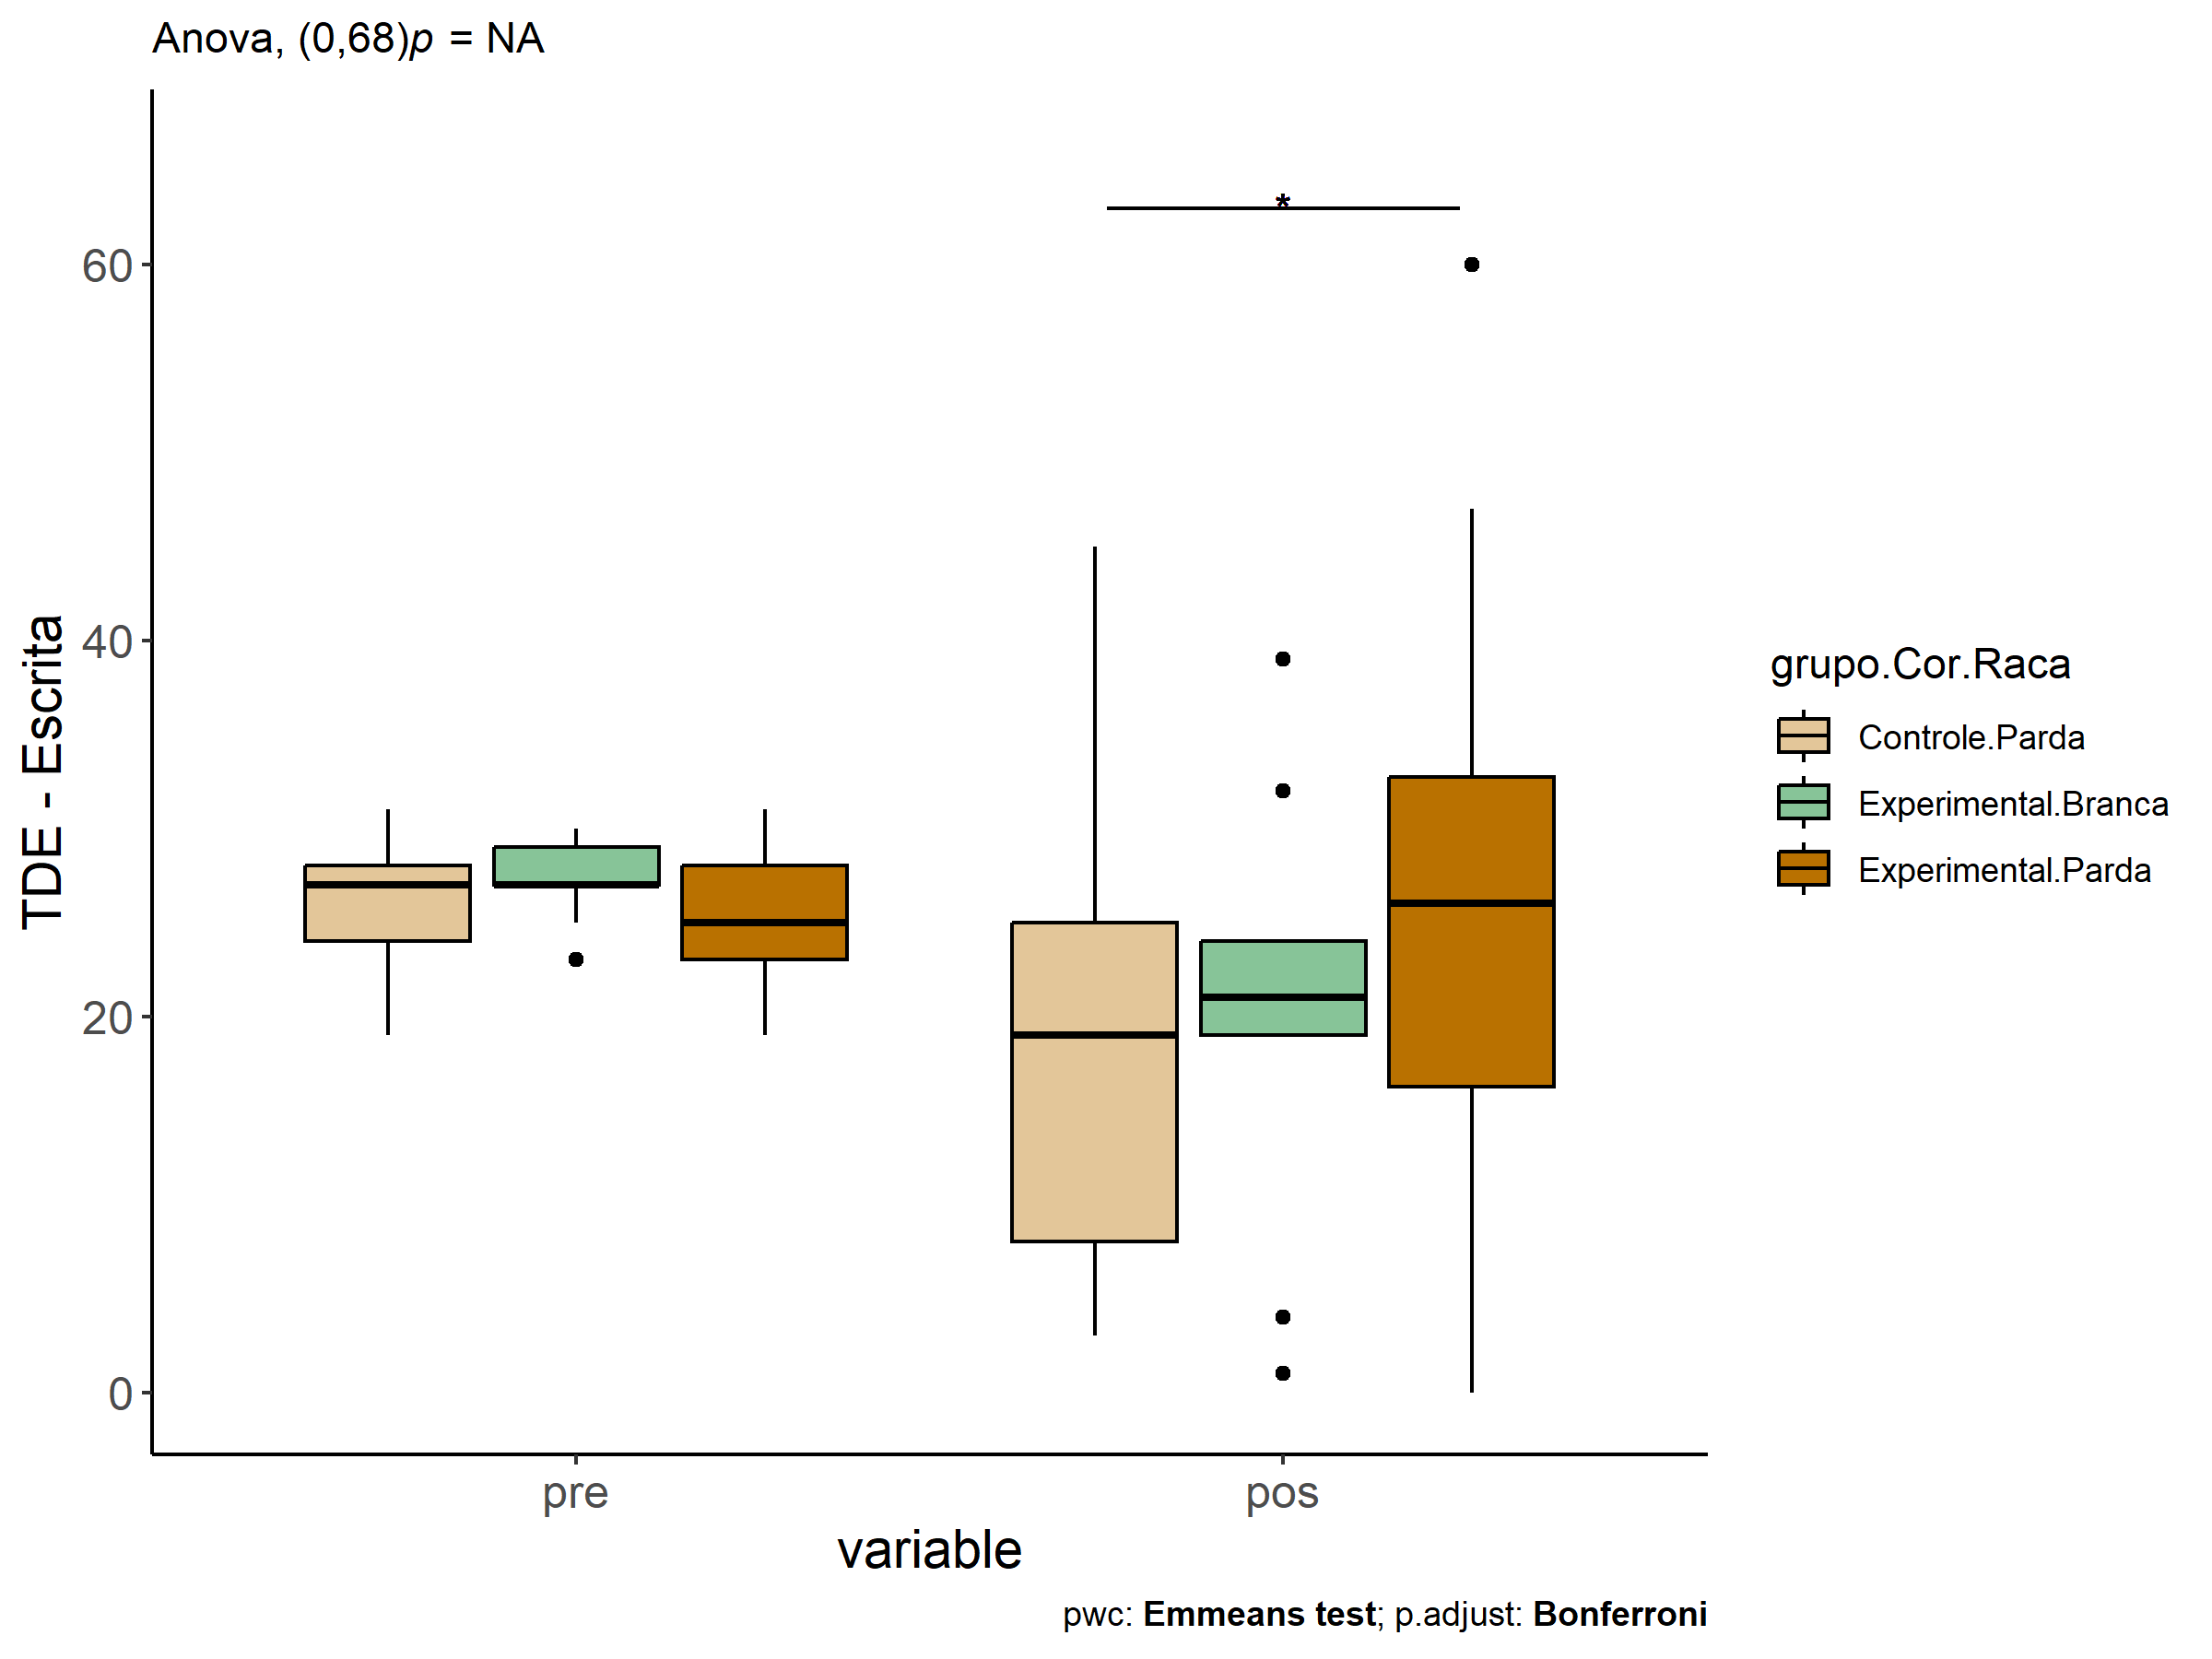 Anova, (0,68)p = NA
*
60
40
20
0
TDE - Escrita
pre
pos
variable
grupo.Cor.Raca
Controle.Parda
Experimental.Branca
Experimental.Parda
pwc: Emmeans test; p.adjust: Bonferroni